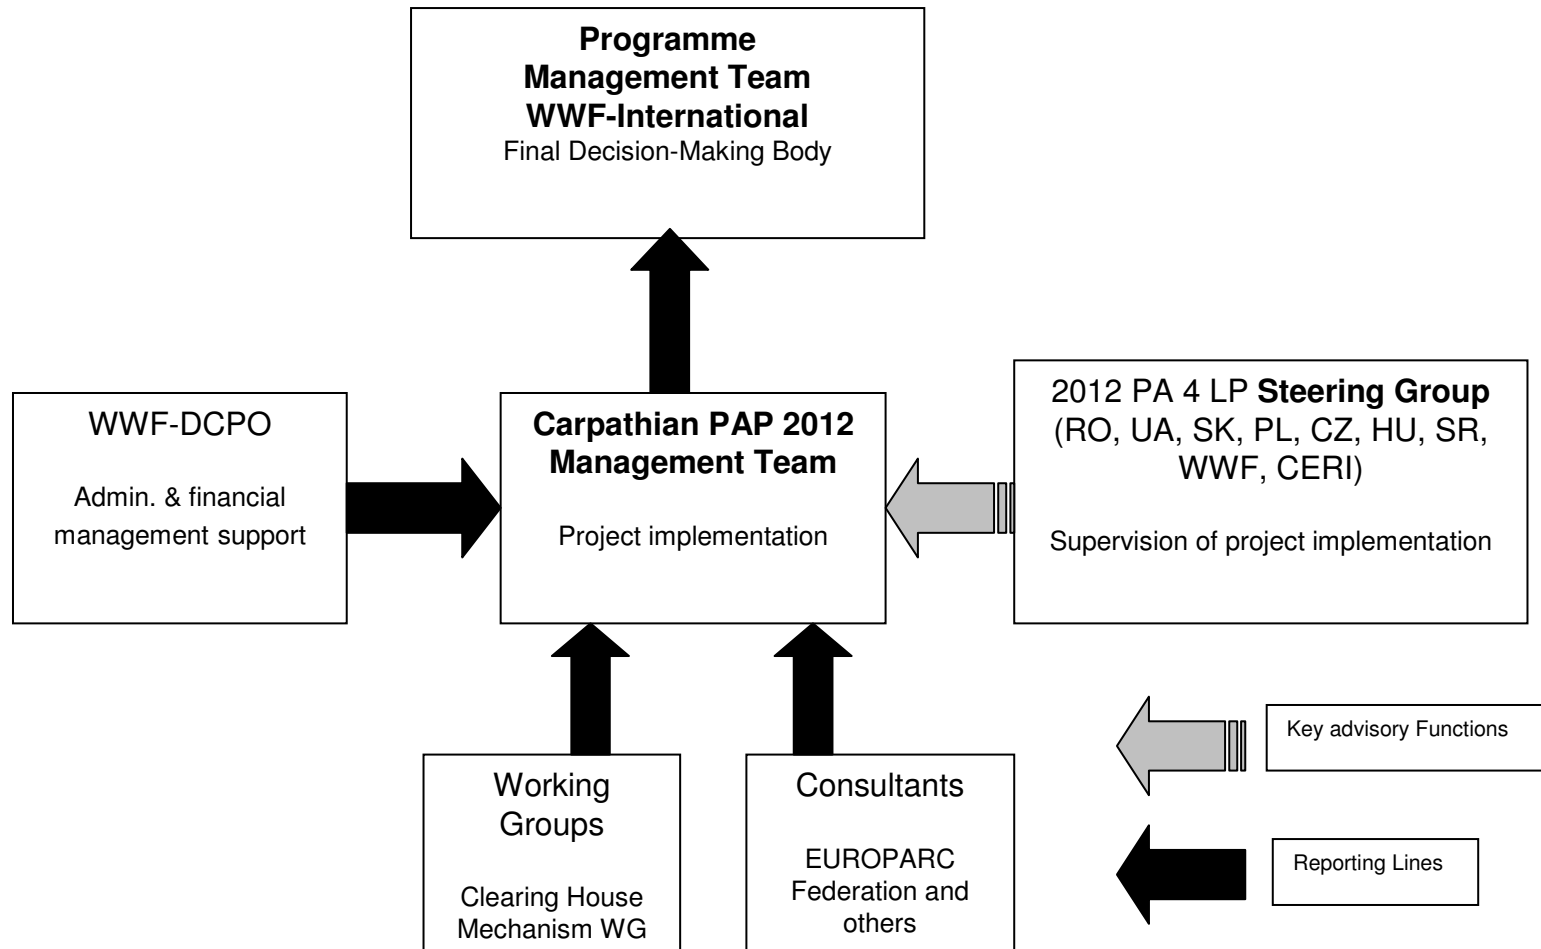 Programme
Management Team
WWF-International
Final Decision-Making Body
WWF-DCPO
Admin. & financial
management support
Carpathian PAP 2012
Management Team
Project implementation
2012 PA 4 LP Steering Group
(RO, UA, SK, PL, CZ, HU, SR,
WWF, CERI)
Supervision of project implementation
Working
Groups
Clearing House
Mechanism WG
Consultants
EUROPARC
Federation and
others
Key advisory Functions
Reporting Lines